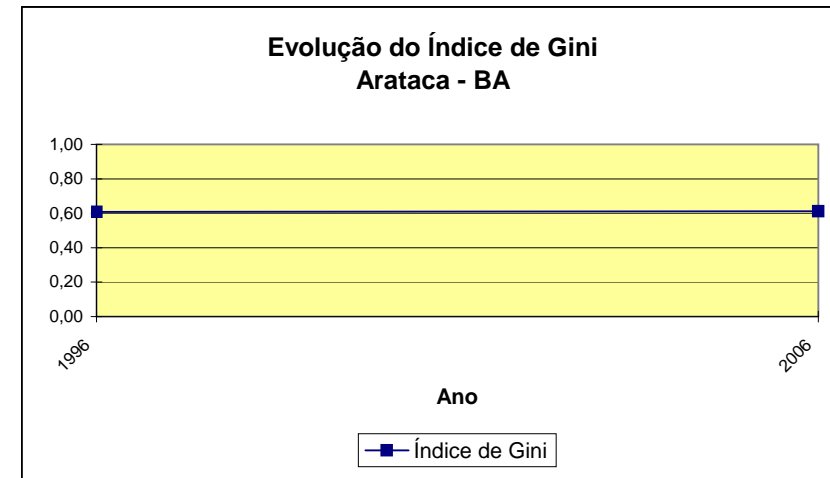 Evolução do Índice de Gini
Arataca - BA
1,00
0,80
0,60
0,40
0,20
0,00
1996
2006
Ano
Índice de Gini